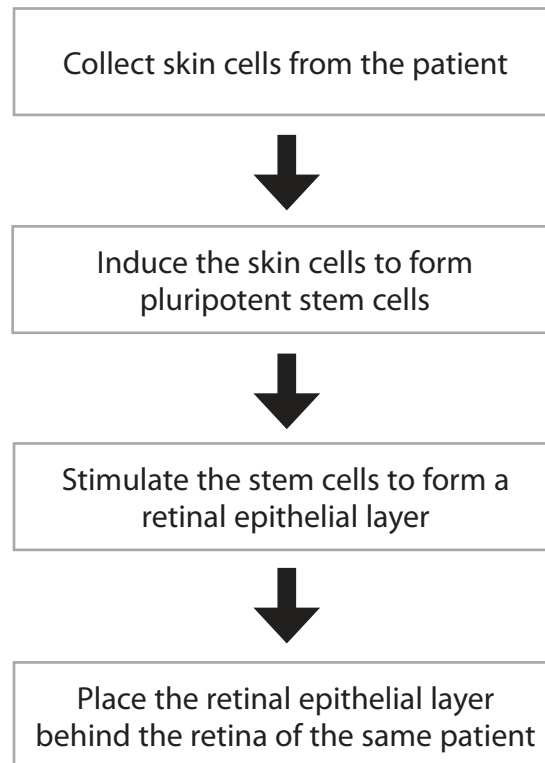 Collect skin cells from the patient
Induce the skin cells to form
pluripotent stem cells
Stimulate the stem cells to form a
retinal epithelial layer
Place the retinal epithelial layer
behind the retina of the same patient